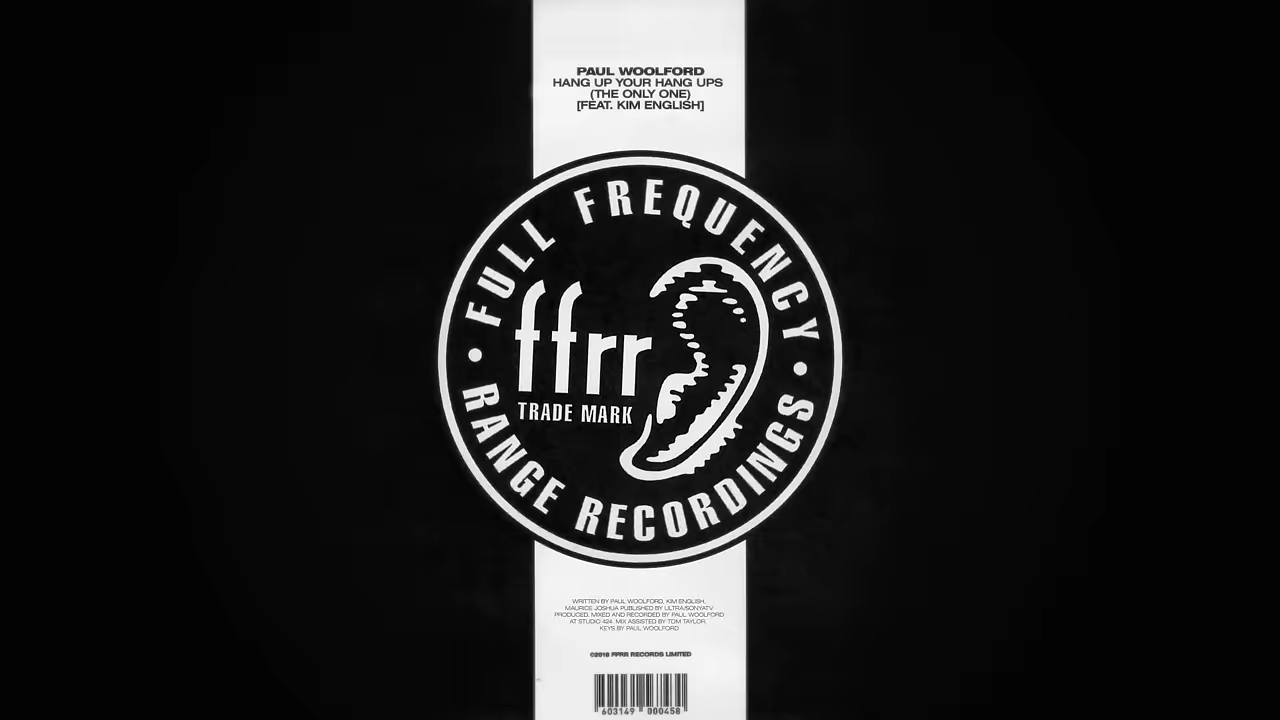 PAUL WOOLFORD
HANG UP YOUR HANG UPS
(THE ONLY ONE)
[FEAT. KIM ENGLISH]
• FULL FREQUENCY •
ffrr
TRADE MARK
RANGE RECORDINGS
WRITTEN BY PAUL WOOLFORD, KIM ENGLISH,
MAURICE JOSHUA PUBLISHED BY ULTRA/SONYATV
PRODUCED, MIXED AND RECORDED BY PAUL WOOLFORD
AT STUDIO 424. MIX ASSISTED BY TOM TAYLOR.
KEYS BY PAUL WOOLFORD
©2018 FFRR RECORDS LIMITED
603149 000458